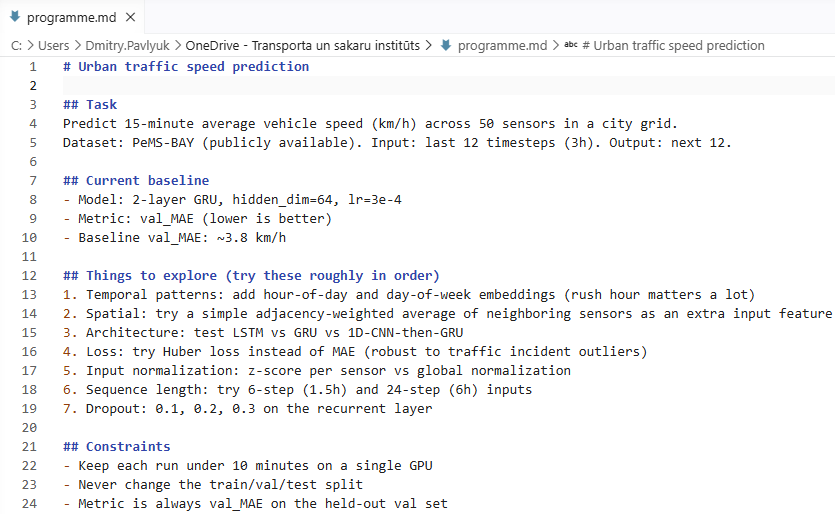 programme.md ×
C: > Users > Dmitry.Pavlyuk > OneDrive - Transporta un sakaru institūts > programme.md > abc # Urban traffic speed prediction
1 # Urban traffic speed prediction
2
3 ## Task
4 Predict 15-minute average vehicle speed (km/h) across 50 sensors in a city grid.
5 Dataset: PeMS-BAY (publicly available). Input: last 12 timesteps (3h). Output: next 12.
6
7 ## Current baseline
8 - Model: 2-layer GRU, hidden_dim=64, lr=3e-4
9 - Metric: val_MAE (lower is better)
10 - Baseline val_MAE: ~3.8 km/h
11
12 ## Things to explore (try these roughly in order)
13 1. Temporal patterns: add hour-of-day and day-of-week embeddings (rush hour matters a lot)
14 2. Spatial: try a simple adjacency-weighted average of neighboring sensors as an extra input feature
15 3. Architecture: test LSTM vs GRU vs 1D-CNN-then-GRU
16 4. Loss: try Huber loss instead of MAE (robust to traffic incident outliers)
17 5. Input normalization: z-score per sensor vs global normalization
18 6. Sequence length: try 6-step (1.5h) and 24-step (6h) inputs
19 7. Dropout: 0.1, 0.2, 0.3 on the recurrent layer
20
21 ## Constraints
22 - Keep each run under 10 minutes on a single GPU
23 - Never change the train/val/test split
24 - Metric is always val_MAE on the held-out val set